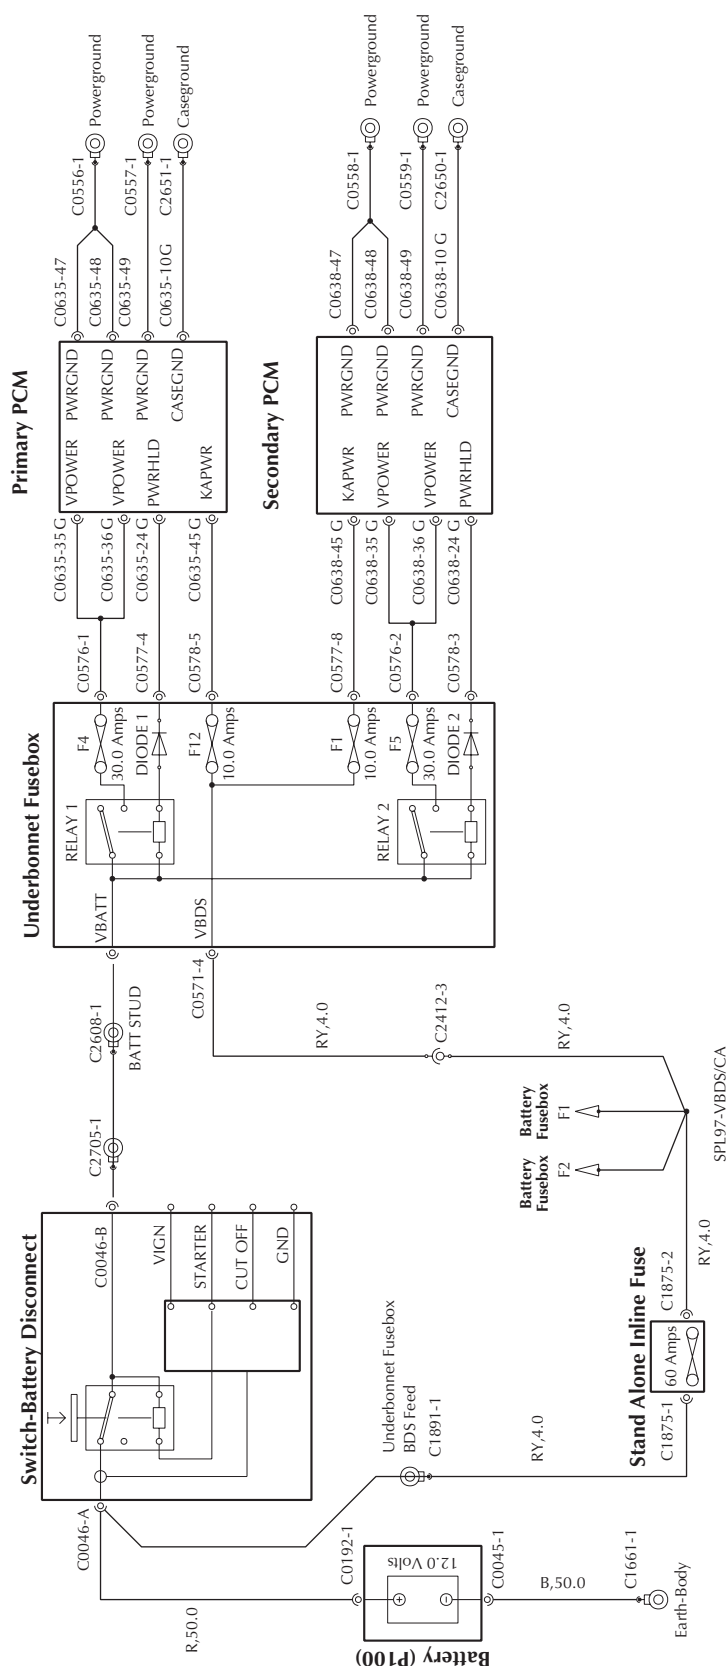 Primary PCM
C0635-35 G
C0635-36 G
C0635-24 G
C0635-45 G
VPOWER
VPOWER
PWRHLD
KAPWR
PWRGND
PWRGND
PWRGND
CASEGND
C0635-47
C0635-48
C0635-49
C0635-10 G
C0556-1
C0557-1
C2651-1
Powerground
Powerground
Caseground
Secondary PCM
C0638-45 G
C0638-35 G
C0638-36 G
C0638-24 G
KAPWR
VPOWER
VPOWER
PWRHLD
PWRGND
PWRGND
PWRGND
CASEGND
C0638-47
C0638-48
C0638-49
C0638-10 G
C0558-1
C0559-1
C2650-1
Powerground
Powerground
Caseground
Underbonnet Fusebox
VBATT
VBDS
C0571-4
RELAY 1
RELAY 2
F4
30.0 Amps
DIODE 1
F12
10.0 Amps
F1
10.0 Amps
F5
30.0 Amps
DIODE 2
C0576-1
C0577-4
C0578-5
C0577-8
C0576-2
C0578-3
C2705-1
C2608-1
BATT STUD
Switch-Battery Disconnect
C0046-A
C0046-B
VIGN
STARTER
CUT OFF
GND
RY,4.0
C2412-3
RY,4.0
Battery
Fusebox
F2
Battery
Fusebox
F1
SPL97-VBDS/CA
RY,4.0
Stand Alone Inline Fuse
C1875-1
60 Amps
C1875-2
RY,4.0
Underbonnet Fusebox
BDS Feed
C1891-1
R,50.0
C0192-1
Battery (P100)
12.0 Volts
C0045-1
B,50.0
C1661-1
Earth-Body